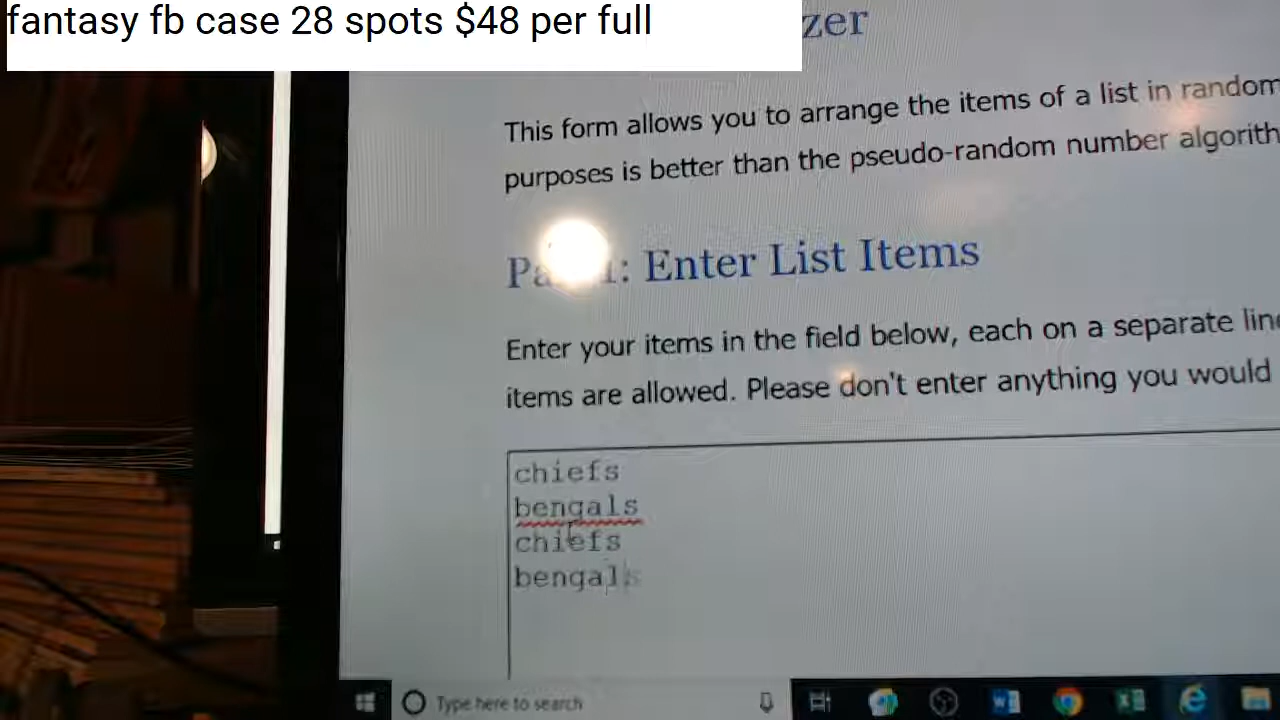 fantasy fb case 28 spots $48 per full
zer
This form allows you to arrange the items of a list in random
purposes is better than the pseudo-random number algorith
Enter List Items
Enter your items in the field below, each on a separate line
items are allowed. Please don't enter anything you would
chiefs
bengals
chiefs
bengals
Type here to search